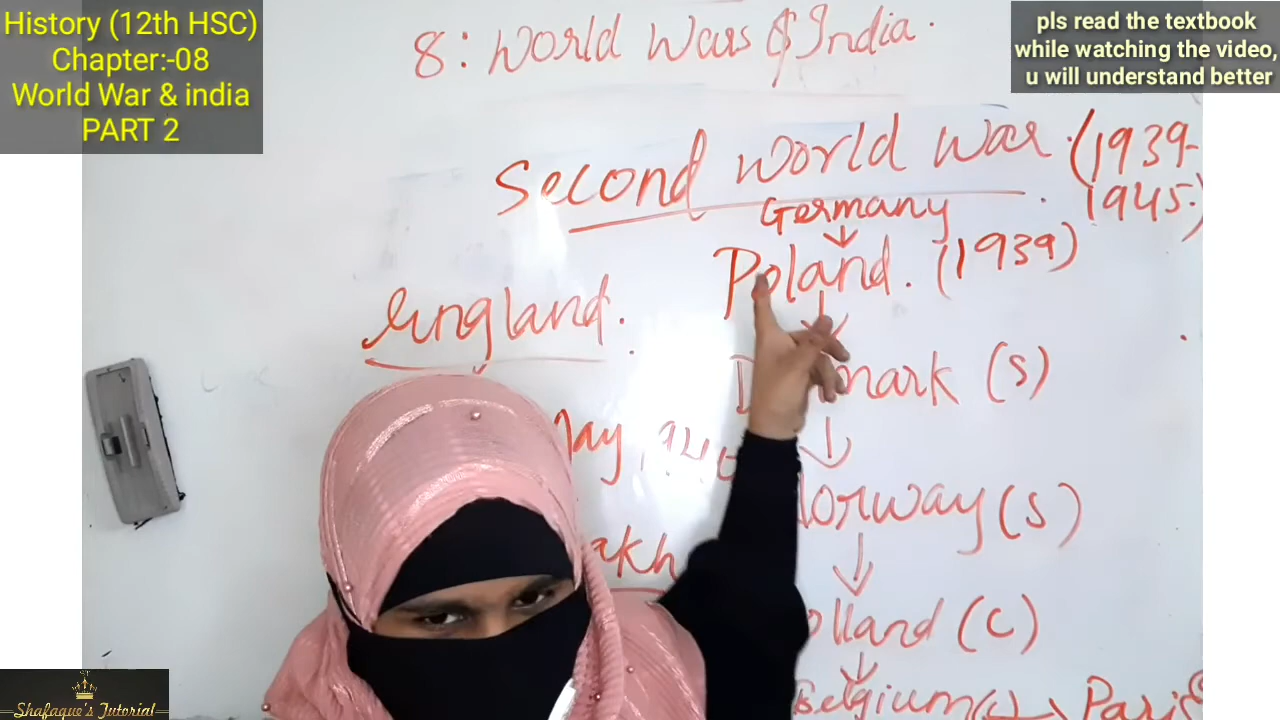 History (12th HSC)
Chapter:-08
World War & india
PART 2
pls read the textbook
while watching the video,
u will understand better
8: World Wars & India.
Second World War. (1939-
1945.)
Germany
↓
Poland. (1939)
↓
England.
mark (S)
↓
orway (S)
↓
olland (C)
↓
Belgium
Shafaque's Tutorial